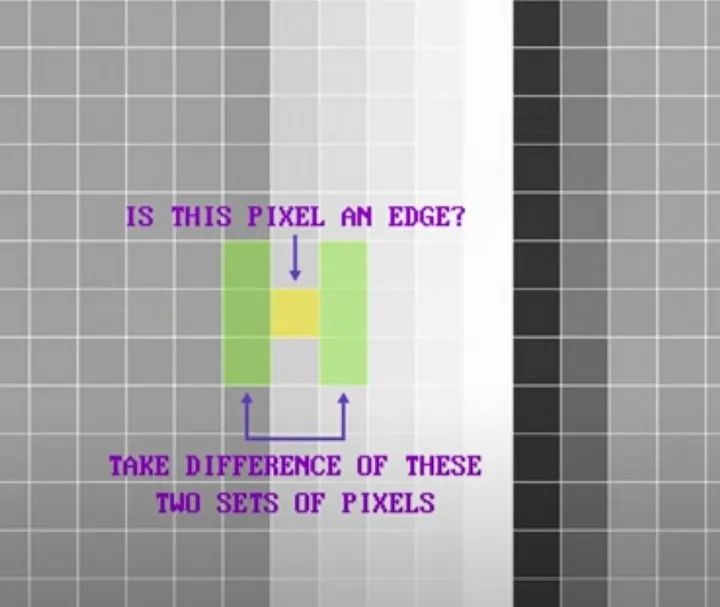 IS THIS PIXEL AN EDGE?
TAKE DIFFERENCE OF THESE
TWO SETS OF PIXELS